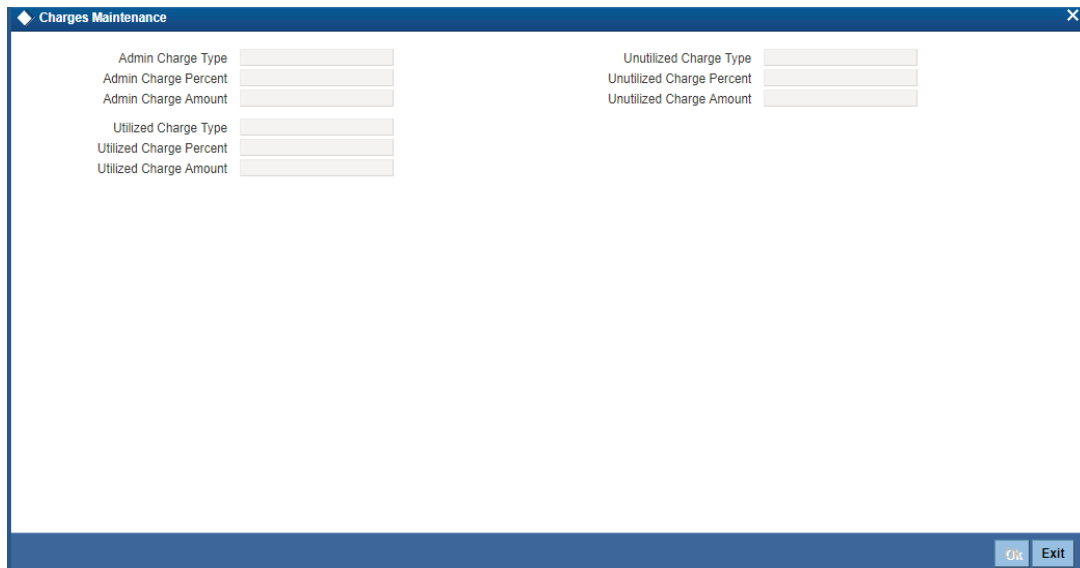 Charges Maintenance
Admin Charge Type
Admin Charge Percent
Admin Charge Amount
Utilized Charge Type
Utilized Charge Percent
Utilized Charge Amount
Unutilized Charge Type
Unutilized Charge Percent
Unutilized Charge Amount
Ok Exit